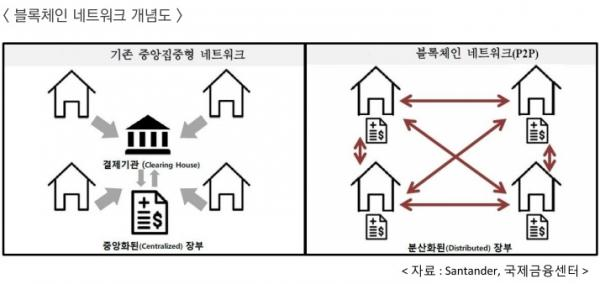 < 블록체인 네트워크 개념도 >
기존 중앙집중형 네트워크
결제기관 (Clearing House)
$
중앙화된(Centralized) 장부
블록체인 네트워크(P2P)
$
$
$
$
분산화된(Distributed) 장부
< 자료 : Santander, 국제금융센터 >